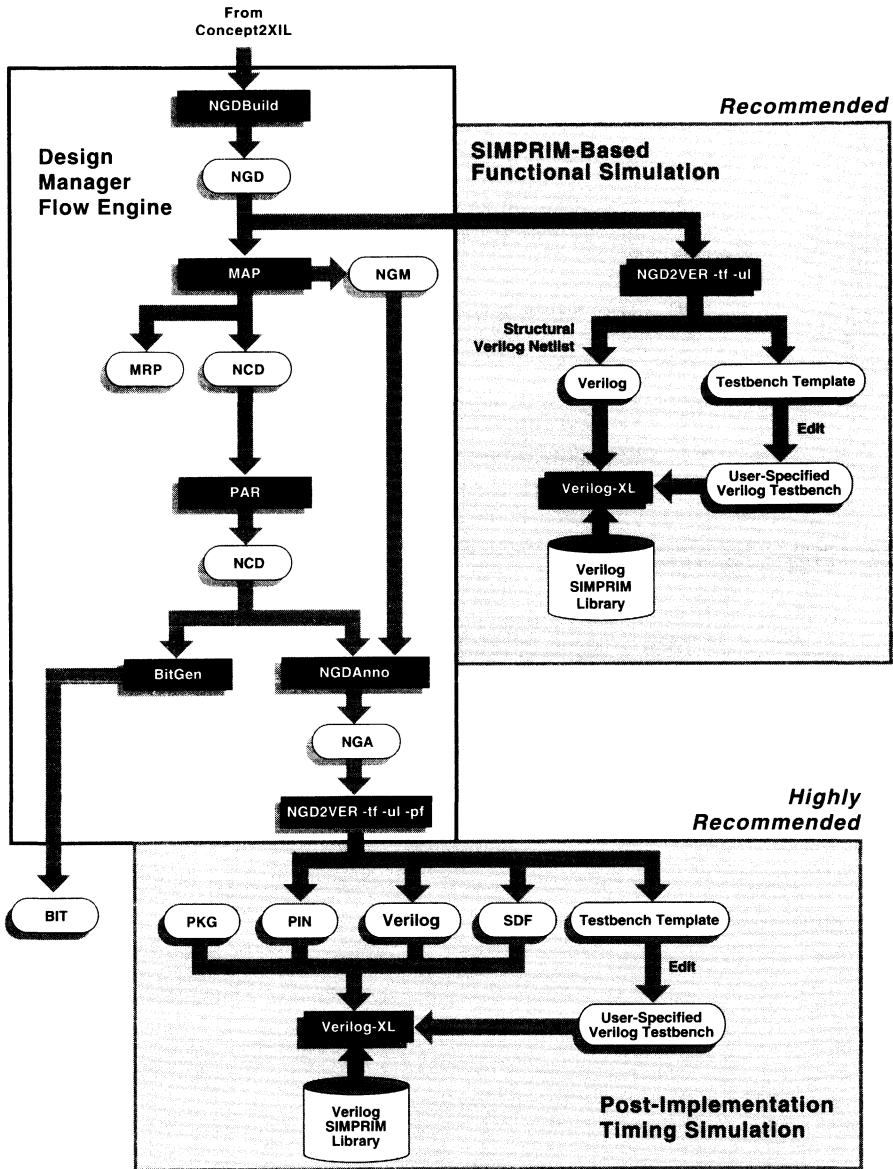 From
Concept2XIL
NGDBuild
Recommended
Design
Manager
Flow Engine
NGD
SIMPRIM-Based
Functional Simulation
MAP
NGM
NGD2VER -tf -ul
Structural
Verilog Netlist
MRP
NCD
Verilog
Testbench Template
Edit
PAR
Verilog-XL
User-Specified
Verilog Testbench
NCD
Verilog
SIMPRIM
Library
BitGen
NGDAnno
NGA
NGD2VER -tf -ul -pf
Highly
Recommended
BIT
PKG
PIN
Verilog
SDF
Testbench Template
Edit
Verilog-XL
User-Specified
Verilog Testbench
Verilog
SIMPRIM
Library
Post-Implementation
Timing Simulation